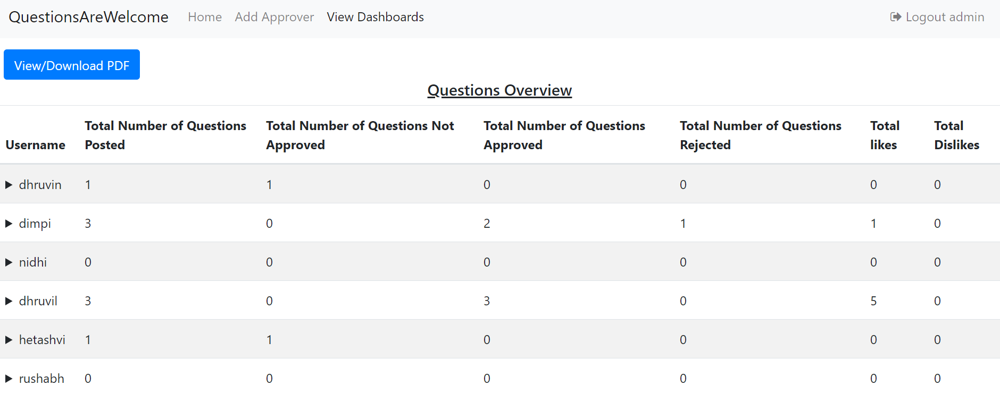 QuestionsAreWelcome Home Add Approver View Dashboards Logout admin
View/Download PDF
Questions Overview
Username Total Number of Questions Posted Total Number of Questions Not Approved Total Number of Questions Approved Total Number of Questions Rejected Total likes Total Dislikes
dhruvin 1 1 0 0 0 0
dimpi 3 0 2 1 1 0
nidhi 0 0 0 0 0 0
dhruvil 3 0 3 0 5 0
hetashvi 1 1 0 0 0 0
rushabh 0 0 0 0 0 0